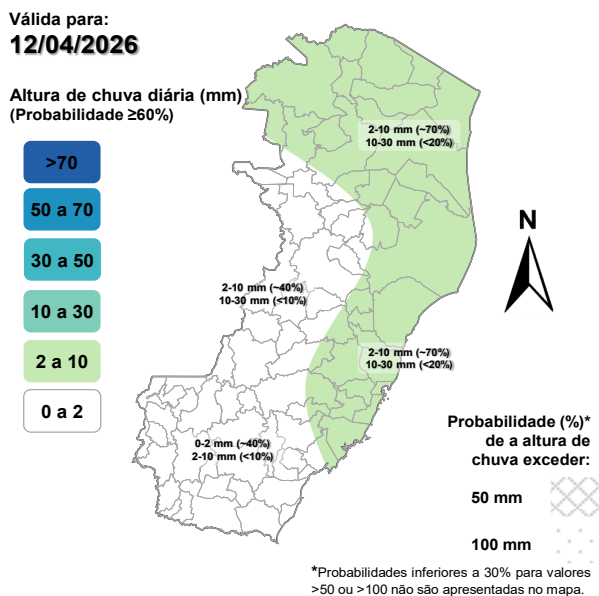 Válida para:
12/04/2026
Altura de chuva diária (mm)
(Probabilidade ≥60%)
>70
50 a 70
30 a 50
10 a 30
2 a 10
0 a 2
2-10 mm (~70%)
10-30 mm (<20%)
2-10 mm (~40%)
10-30 mm (<10%)
2-10 mm (~70%)
10-30 mm (<20%)
0-2 mm (~40%)
2-10 mm (<10%)
N
Probabilidade (%)*
de a altura de
chuva exceder:
50 mm
100 mm
*Probabilidades inferiores a 30% para valores
>50 ou >100 não são apresentadas no mapa.